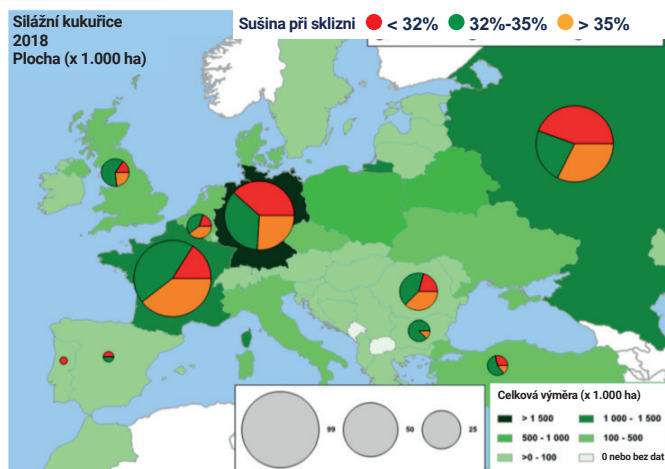 Silážní kukuřice
2018
Plocha (x 1.000 ha)
Sušina při sklizni < 32% 32%-35% > 35%
99 50 25
Celková výměra (x 1.000 ha)
> 1 500 1 000 - 1 500
500 - 1 000 100 - 500
>0 - 100 0 nebo bez dat